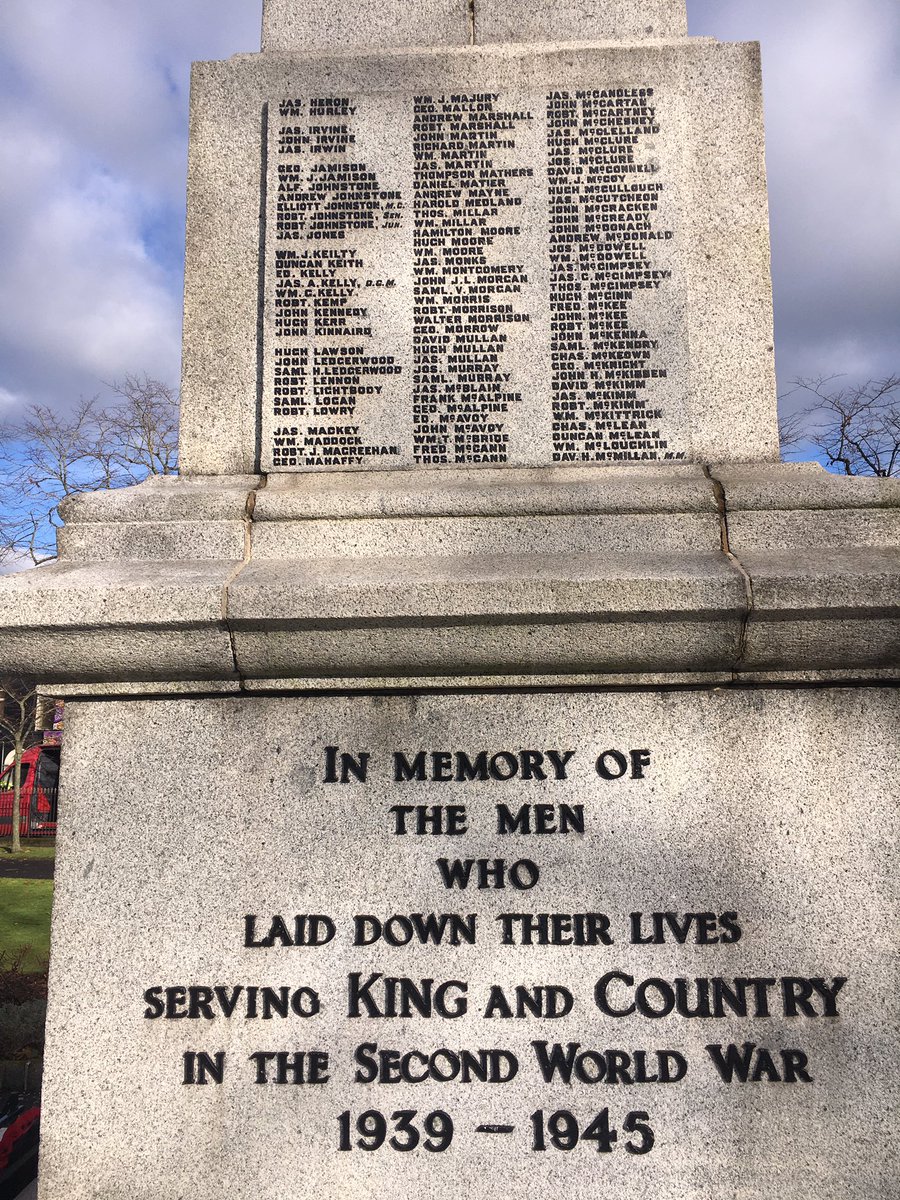 JAS. HERON
WM. HURLEY
JAS. IRVINE
JOHN IRVINE
JAS. IRWIN
GEO. JAMISON
WM. J. JAMISON
ALF. JOHNSTONE
ANDREW JOHNSTONE
ELLIOTT JOHNSTON, M.C.
ROBT. JOHNSTONE, SEN.
ROBT. JOHNSTONE, JUN.
JAS. JONES
WM. J. KEILTY
DUNCAN KEITH
ED. KELLY
JAS. A. KELLY, D.C.M.
WM. C. KELLY
ROBT. KEMP
JOHN KENNEDY
HUGH KERR
JOHN KINNAIRD
HUGH LAWSON
JOHN LEDGERWOOD
SAML H. LEDGERWOOD
ROBT. LENNON
ROBT. LIGHTBODY
SAML. LOGAN
ROBT. LOWRY
JAS. MACKEY
WM. MADDOCK
ROBT. J. MAGREEHAN
GEO. MAHAFFY
WM. J. MAJURY
GEO. MALLOR
ANDREW MARSHALL
ROBT. MARSHALL
JOHN MARTIN
RICHARD MARTIN
WM. MARTIN
JAS. MARTIN
THOMPSON MATHERS
DANIEL MATIER
ANDREW MAYNE
HAROLD MEDLAND
THOS. MILLAR
WM. MILLAR
HAMILTON MOORE
HUGH MOORE
WM. MOORE
JAS. MONKS
WM. MONTGOMERY
JOHN J. L. MORGAN
SAML. V. MORGAN
WM. MORRIS
ROBT. MORRISON
WALTER MORRISON
GEO. MORROW
DAVID MULLAN
HUGH MULLAN
JAS. MULLAN
JOS. MURRAY
SAML. MURRAY
JAS. McBLAIN
FRANK McALPINE
GEO. McALPINE
ED. McAVOY
JOHN McAVOY
WM. T. McBRIDE
FRED. McCANN
THOS. McCANN
JAS. McCANDLESS
JOHN McCARTAN
JOHN McCARTNEY
JOHN McCHERREY
JAS. McCLELLAND
JAS. McCLURE
JOS. McCLURE
DAVID McCONNELL
WM. J. McCOY
HUGH McCULLOUGH
JAS. McCUTCHEON
JOHN McCRACKEN
JOHN McCREADY
JOHN McDONAGH
ANDREW McDONALD
JOS. McDOWELL
WM. McDOWELL
JAS. McGIMPSEY
JAS. C. McGIMPSEY
THOS. McGIMPSEY
HUGH McGINN
FRED. McKEE
JOHN McKEE
ROBT. McKEE
JOHN McKENNA
SAML. McKENDRY
CHAS. McKEOWN
GEO. McKNIGHT
JOHN N. McKIBBEN
DAVID McKIMM
JAS. McKIMM
ROBT. McKIMM
WM. McKITTRICK
CHAS. McLEAN
DUNCAN McLEAN
WM. McLAUGHLIN
DAV. H. McMILLAN, M.M.
IN MEMORY OF
THE MEN
WHO
LAID DOWN THEIR LIVES
SERVING KING AND COUNTRY
IN THE SECOND WORLD WAR
1939 - 1945